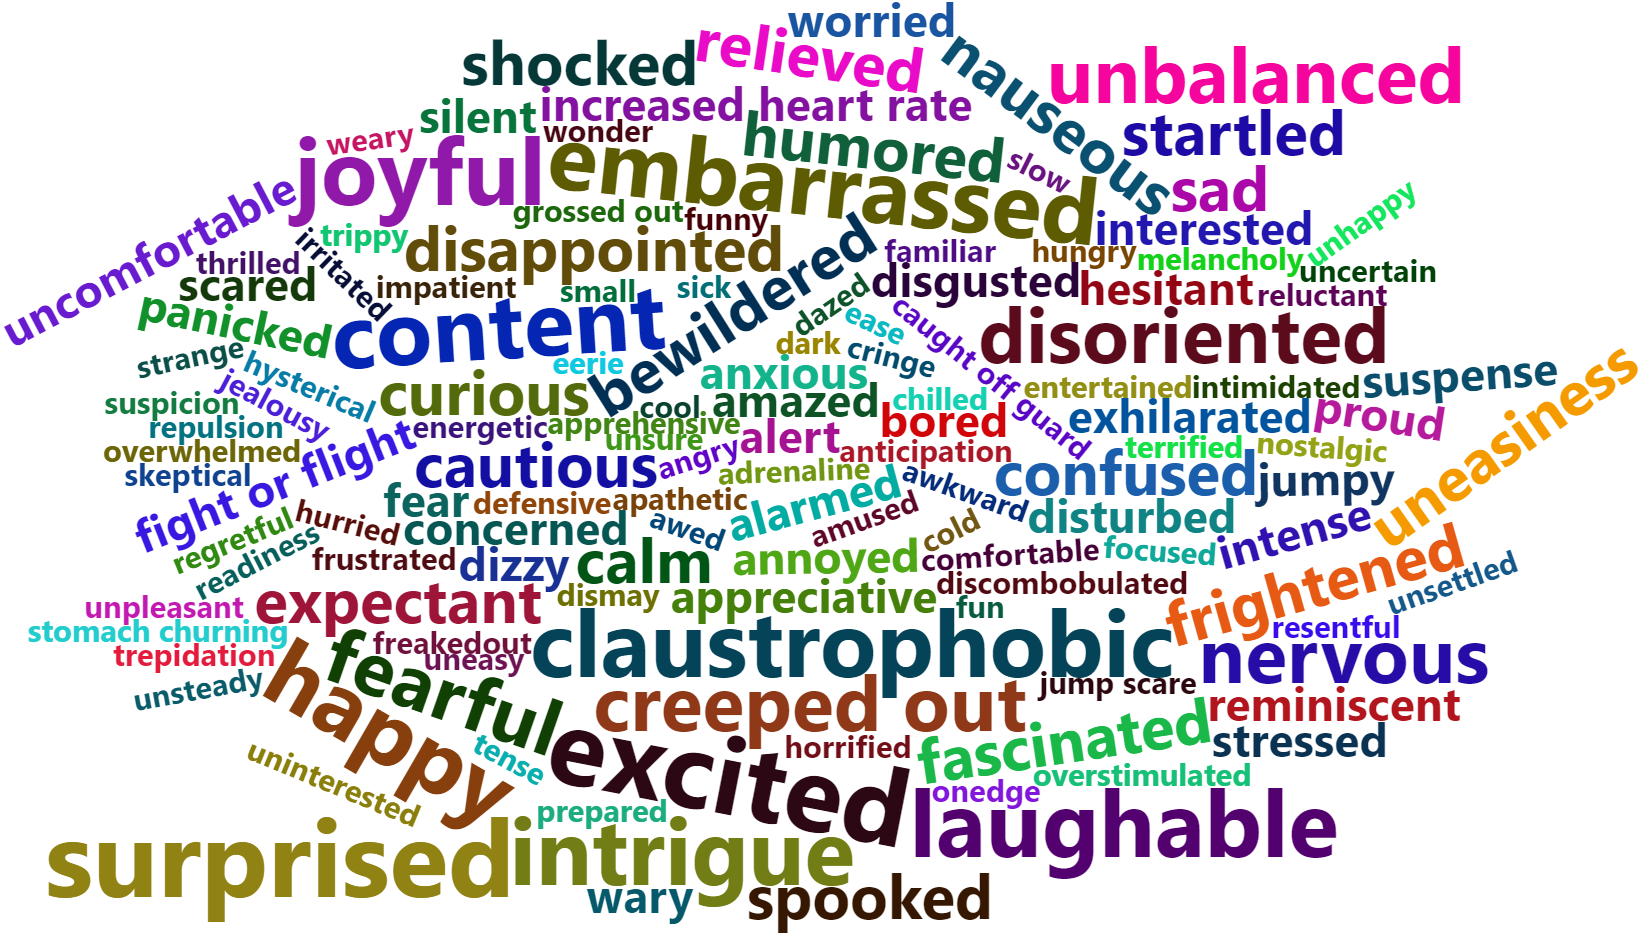 worried
shocked
relieved
nauseous
unbalanced
silent
increased heart rate
startled
weary
wonder
humored
joyful
embarrassed
slow
sad
uncomfortable
grossed out
funny
interested
unhappy
trippy
irritated
disappointed
bewildered
familiar
hungry
melancholy
uncertain
thrilled
scared
impatient
small
sick
dazed
disgusted
hesitant
reluctant
panicked
content
ease
caught off guard
disoriented
strange
eerie
dark
cringe
hysterical
jealousy
curious
anxious
entertained
intimidated
suspense
uneasiness
suspicion
cool
amazed
chilled
bored
exhilarated
proud
repulsion
energetic
apprehensive
unsure
alert
overwhelmed
fight or flight
angry
anticipation
terrified
nostalgic
skeptical
cautious
adrenaline
awkward
confused
jumpy
fear
defensive
apathetic
alarmed
amused
regretful
hurried
concerned
awed
cold
disturbed
intense
readiness
frustrated
dizzy
calm
annoyed
comfortable
focused
frightened
unsettled
discombobulated
unpleasant
expectant
dismay
appreciative
fun
stomach churning
freakedout
claustrophobic
resentful
trepidation
fearful
uneasy
nervous
unsteady
happy
creeped out
jump scare
reminiscent
uninterested
tense
excited
horrified
fascinated
stressed
overstimulated
onedge
prepared
laughable
surprised
intrigue
wary
spooked